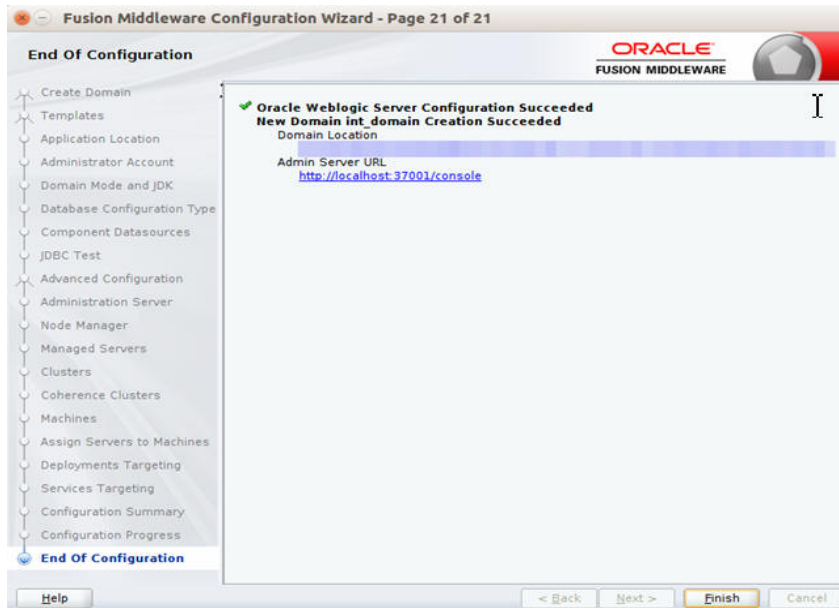 Fusion Middleware Configuration Wizard - Page 21 of 21
End Of Configuration
ORACLE
FUSION MIDDLEWARE
Create Domain
Templates
Application Location
Administrator Account
Domain Mode and JDK
Database Configuration Type
Component Datasources
JDBC Test
Advanced Configuration
Administration Server
Node Manager
Managed Servers
Clusters
Coherence Clusters
Machines
Assign Servers to Machines
Deployments Targeting
Services Targeting
Configuration Summary
Configuration Progress
End Of Configuration
Oracle Weblogic Server Configuration Succeeded
New Domain int_domain Creation Succeeded
Domain Location
Admin Server URL
http://localhost:37001/console
Help
< Back
Next >
Finish
Cancel